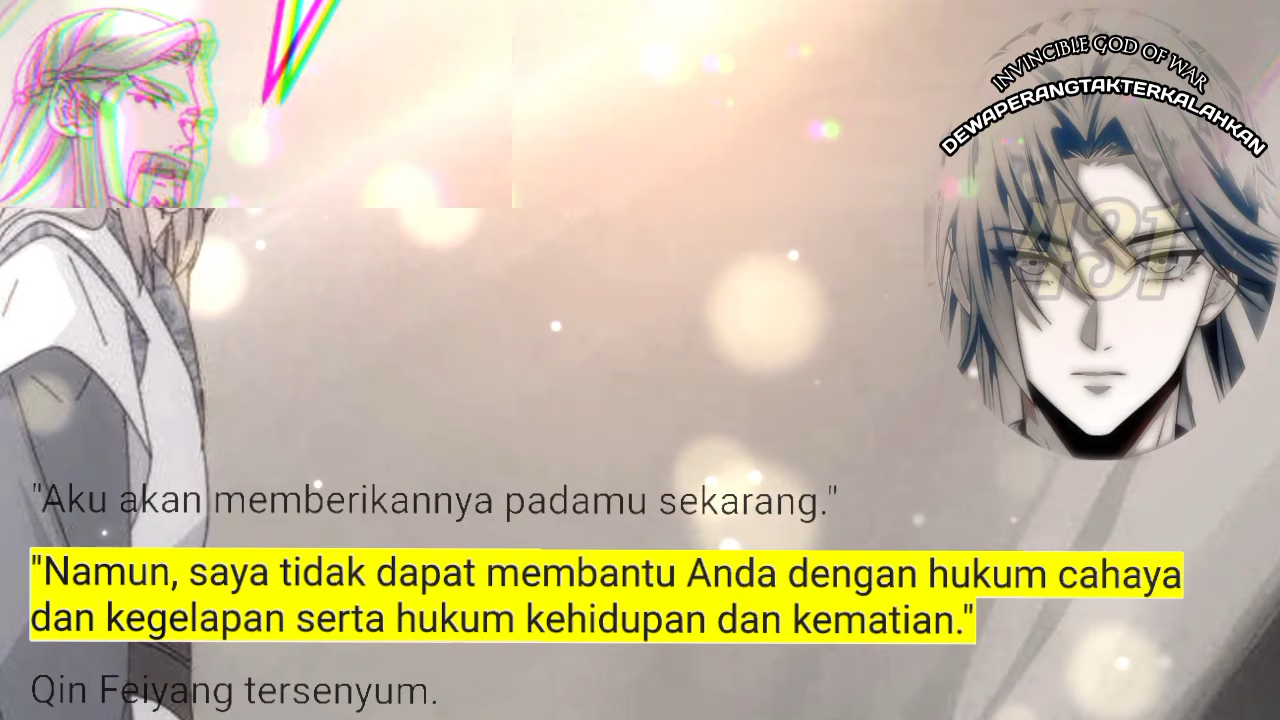 INVINCIBLE GOD OF WAR
DEWAPERANGTAKTERKALAHKAN
"Aku akan memberikannya padamu sekarang."
"Namun, saya tidak dapat membantu Anda dengan hukum cahaya
dan kegelapan serta hukum kehidupan dan kematian."
Qin Feiyang tersenyum.